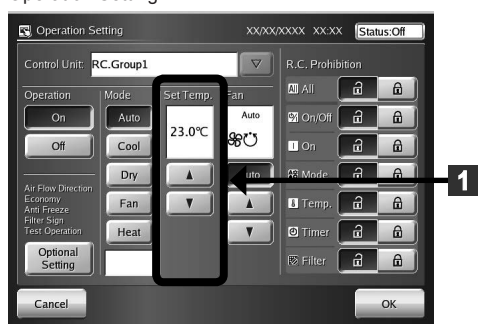 Operation Setting
XX/XX/XXXX XX:XX
Status:Off
Control Unit:
RC.Group1
R.C. Prohibition
Operation
On
Off
Air Flow Direction
Economy
Anti Freeze
Filter Sign
Test Operation
Optional
Setting
Mode
Auto
Cool
Dry
Fan
Heat
Set Temp.
23.0°C
Fan
Auto
Auto
All All
On/Off
On
Mode
Temp.
Timer
Filter
1
Cancel
OK